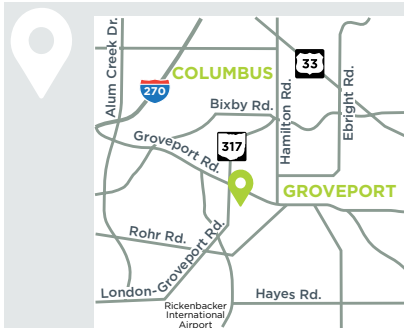 Alum Creek Dr.
COLUMBUS
33
270
Bixby Rd.
Hamilton Rd.
Ebright Rd.
Groveport Rd.
317
GROVEPORT
Rohr Rd.
London-Groveport Rd.
Rickenbacker
International
Airport
Hayes Rd.